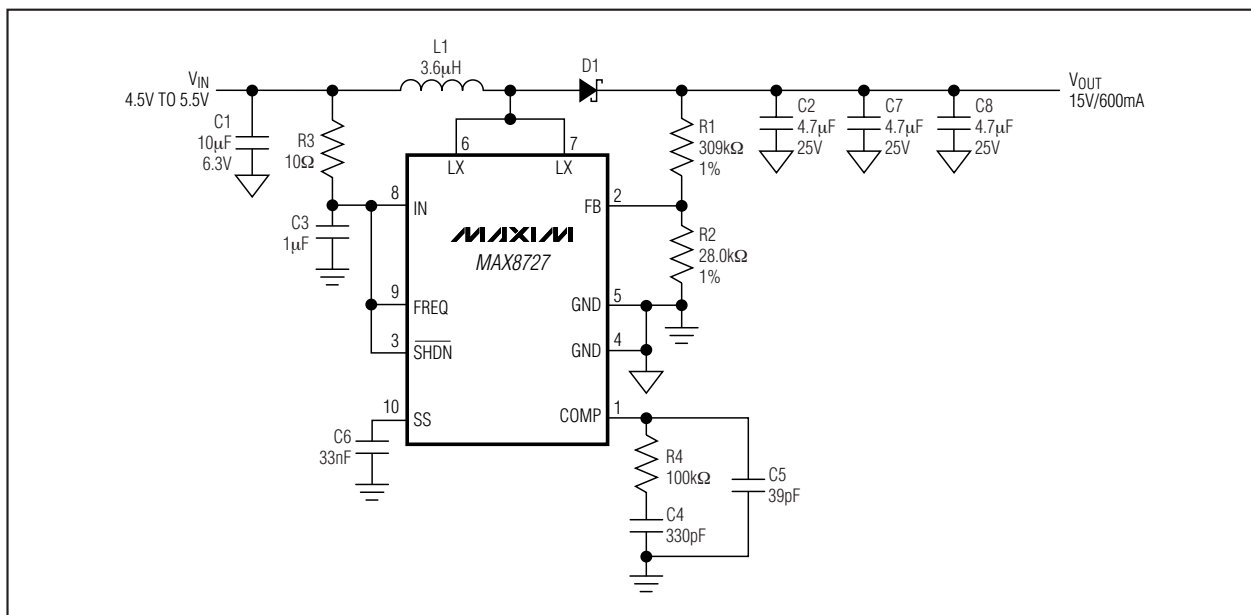 L1
3.6μH
D1
VIN
4.5V TO 5.5V
VOUT
15V/600mA
C1
10μF
6.3V
R3
10Ω
C2
4.7μF
25V
C7
4.7μF
25V
C8
4.7μF
25V
R1
309kΩ
1%
6
7
LX
LX
8
IN
2
FB
C3
1μF
MAXIM
MAX8727
R2
28.0kΩ
1%
9
FREQ
5
GND
3
SHDN
4
GND
10
SS
1
COMP
C6
33nF
R4
100kΩ
C5
39pF
C4
330pF